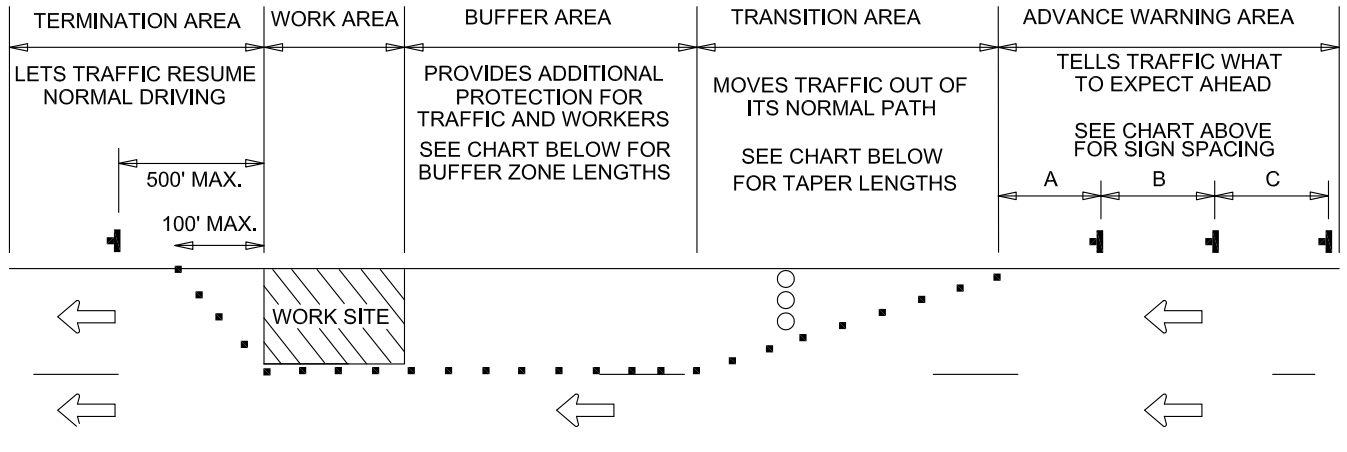 TERMINATION AREA
WORK AREA
BUFFER AREA
TRANSITION AREA
ADVANCE WARNING AREA
LETS TRAFFIC RESUME
NORMAL DRIVING
PROVIDES ADDITIONAL
PROTECTION FOR
TRAFFIC AND WORKERS
SEE CHART BELOW FOR
BUFFER ZONE LENGTHS
MOVES TRAFFIC OUT OF
ITS NORMAL PATH
SEE CHART BELOW
FOR TAPER LENGTHS
TELLS TRAFFIC WHAT
TO EXPECT AHEAD
SEE CHART ABOVE
FOR SIGN SPACING
500' MAX.
100' MAX.
A
B
C
WORK SITE